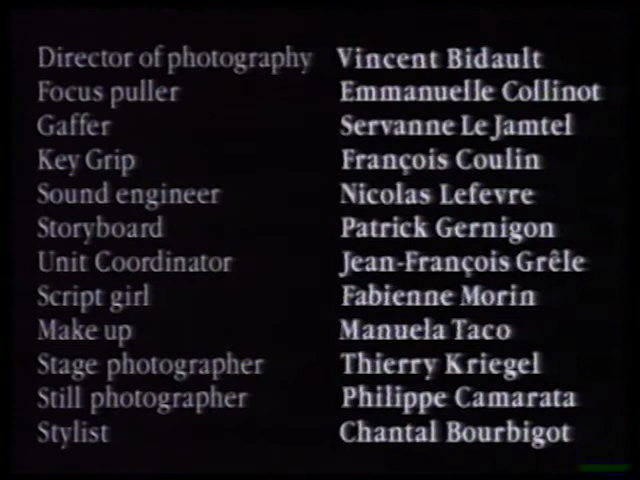 Director of photography Vincent Bidault
Focus puller Emmanuelle Collinot
Gaffer Servanne Le Jamtel
Key Grip François Coulin
Sound engineer Nicolas Lefevre
Storyboard Patrick Gernigon
Unit Coordinator Jean-François Grêle
Script girl Fabienne Morin
Make up Manuela Taco
Stage photographer Thierry Kriegel
Still photographer Philippe Camarata
Stylist Chantal Bourbigot